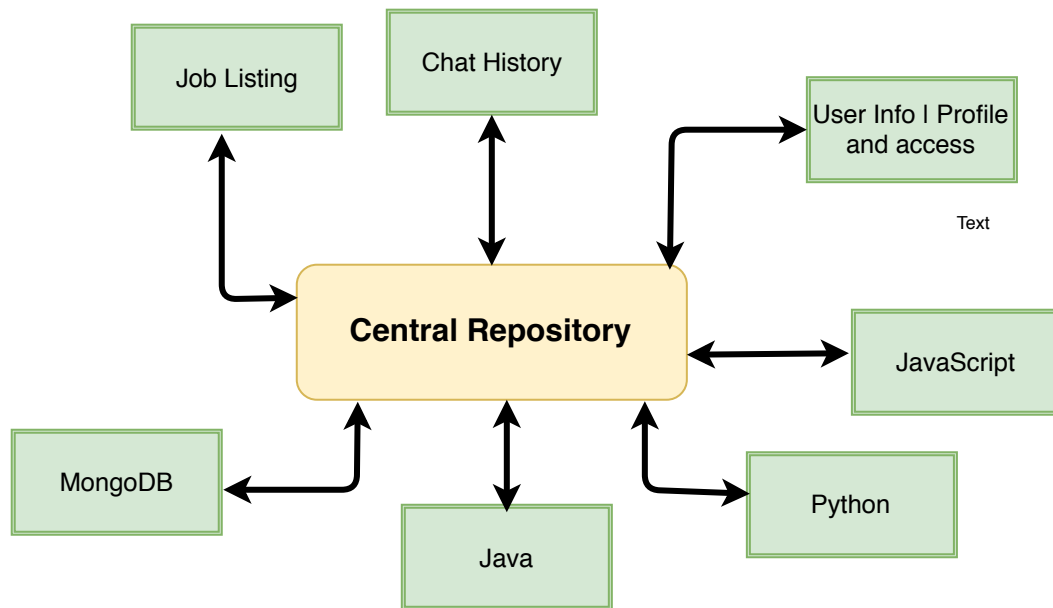 Job Listing
Chat History
User Info | Profile
and access
Text
Central Repository
JavaScript
MongoDB
Python
Java